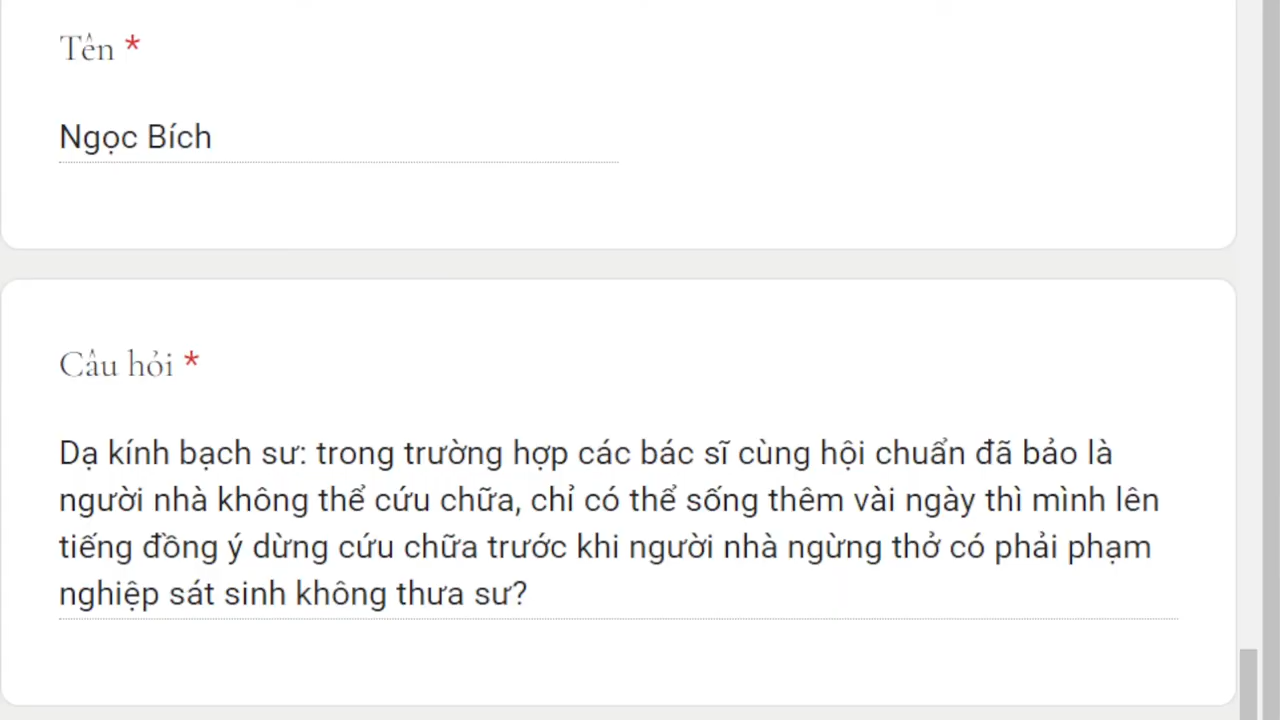 Tên *
Ngọc Bích
Câu hỏi *
Dạ kính bạch sư: trong trường hợp các bác sĩ cùng hội chuẩn đã bảo là
người nhà không thể cứu chữa, chỉ có thể sống thêm vài ngày thì mình lên
tiếng đồng ý dừng cứu chữa trước khi người nhà ngừng thở có phải phạm
nghiệp sát sinh không thưa sư?